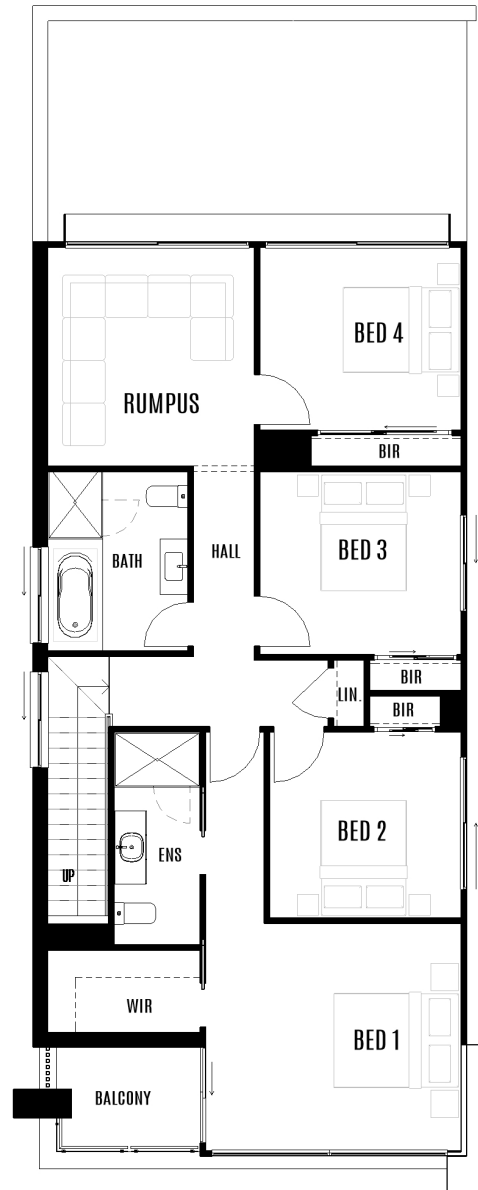 BED 4
RUMPUS
BIR
BATH
HALL
BED 3
BIR
LIN.
BIR
BED 2
ENS
UP
WIR
BED 1
BALCONY